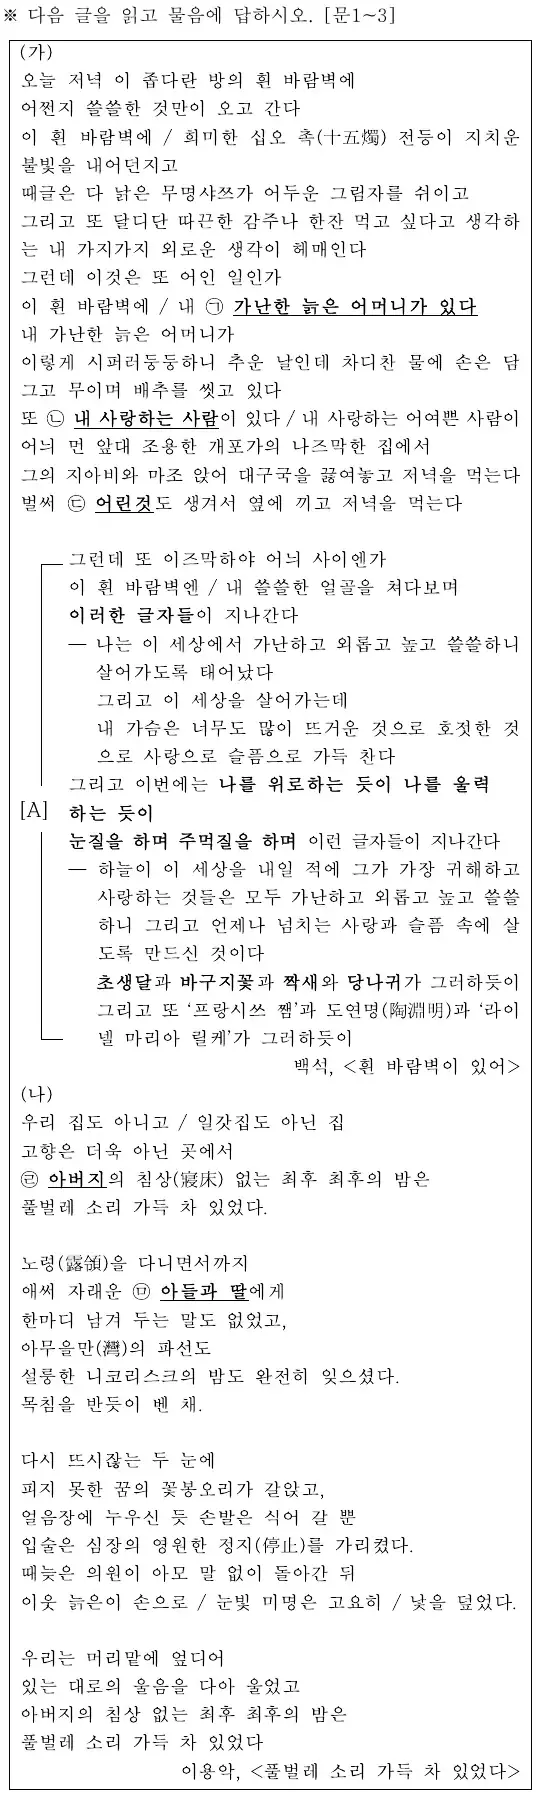 ※ 다음 글을 읽고 물음에 답하시오. [문1~3]
(가)
오늘 저녁 이 좁다란 방의 흰 바람벽에
어쩐지 쓸쓸한 것만이 오고 간다
이 흰 바람벽에 / 희미한 십오 촉(十五燭) 전등이 지치운
불빛을 내어던지고
때글은 다 낡은 무명샤쯔가 어두운 그림자를 쉬이고
그리고 또 달디단 따끈한 감주나 한잔 먹고 싶다고 생각하
는 내 가지가지 외로운 생각이 헤매인다
그런데 이것은 또 어인 일인가
이 흰 바람벽에 / 내 ㉠ 가난한 늙은 어머니가 있다
내 가난한 늙은 어머니가
이렇게 시퍼러둥둥하니 추운 날인데 차디찬 물에 손은 담
그고 무이며 배추를 씻고 있다
또 ㉡ 내 사랑하는 사람이 있다 / 내 사랑하는 어여쁜 사람이
어늬 먼 앞대 조용한 개포가의 나즈막한 집에서
그의 지아비와 마조 앉어 대구국을 끓여놓고 저녁을 먹는다
벌써 ㉢ 어린것도 생겨서 옆에 끼고 저녁을 먹는다
그런데 또 이즈막하야 어늬 사이엔가
이 흰 바람벽엔 / 내 쓸쓸한 얼골을 쳐다보며
이러한 글자들이 지나간다
— 나는 이 세상에서 가난하고 외롭고 높고 쓸쓸하니
살어가도록 태어났다
그리고 이 세상을 살어가는데
내 가슴은 너무도 많이 뜨거운 것으로 호젓한 것
으로 사랑으로 슬픔으로 가득 찬다
그리고 이번에는 나를 위로하는 듯이 나를 울력
[A] 하는 듯이
눈질을 하며 주먹질을 하며 이런 글자들이 지나간다
— 하늘이 이 세상을 내일 적에 그가 가장 귀해하고
사랑하는 것들은 모두 가난하고 외롭고 높고 쓸쓸
하니 그리고 언제나 넘치는 사랑과 슬픔 속에 살
도록 만드신 것이다
초생달과 바구지꽃과 짝새와 당나귀가 그러하듯이
그리고 또 ‘프랑시쓰 쨈’과 도연명(陶淵明)과 ‘라이
넬 마리아 릴케’가 그러하듯이
백석, <흰 바람벽이 있어>
(나)
우리 집도 아니고 / 일갓집도 아닌 집
고향은 더욱 아닌 곳에서
㉣ 아버지의 침상(寢床) 없는 최후 최후의 밤은
풀벌레 소리 가득 차 있었다.
노령(露領)을 다니면서까지
애써 자래운 ㉤ 아들과 딸에게
한마디 남겨 두는 말도 없었고,
아무을만(灣)의 파선도
설룽한 니코리스크의 밤도 완전히 잊으셨다.
목침을 반듯이 벤 채.
다시 뜨시잖는 두 눈에
피지 못한 꿈의 꽃봉오리가 갈앉고,
얼음장에 누우신 듯 손발은 식어 갈 뿐
입술은 심장의 영원한 정지(停止)를 가리켰다.
때늦은 의원이 아모 말 없이 돌아간 뒤
이웃 늙은이 손으로 / 눈빛 미명은 고요히 / 낯을 덮었다.
우리는 머리맡에 엎디어
있는 대로의 울음을 다아 울었고
아버지의 침상 없는 최후 최후의 밤은
풀벌레 소리 가득 차 있었다
이용악, <풀벌레 소리 가득 차 있었다>